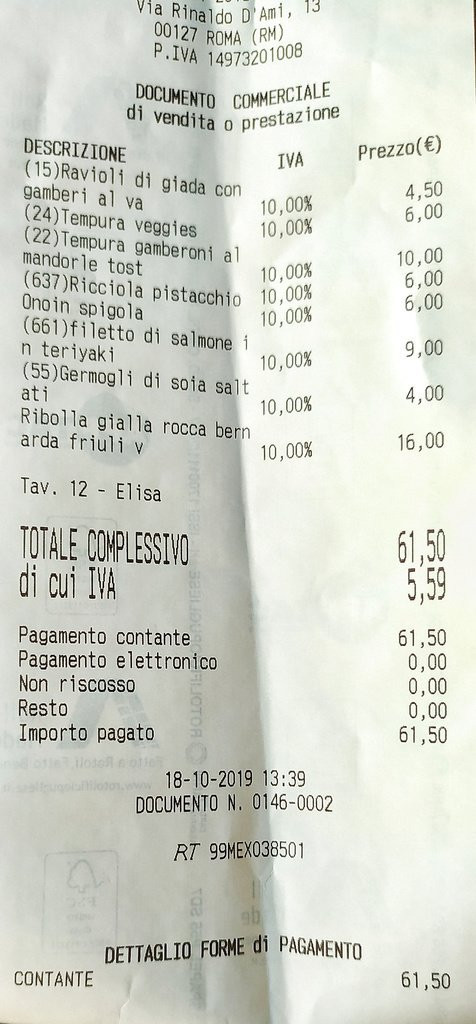 Via Rinaldo D'Ami, 13
00127 ROMA (RM)
P.IVA 14973201008
DOCUMENTO COMMERCIALE
di vendita o prestazione
DESCRIZIONE IVA Prezzo(€)
(15)Ravioli di giada con
gamberi al va 10,00% 4,50
(24)Tempura veggies 10,00% 6,00
(22)Tempura gamberoni al
mandorle tost 10,00% 10,00
(637)Ricciola pistacchio 10,00% 6,00
Onoin spigola 10,00% 6,00
(661)filetto di salmone i
n teriyaki 10,00% 9,00
(55)Germogli di soia salt
ati 10,00% 4,00
Ribolla gialla rocca bern
arda friuli v 10,00% 16,00
Tav. 12 - Elisa
TOTALE COMPLESSIVO 61,50
di cui IVA 5,59
Pagamento contante 61,50
Pagamento elettronico 0,00
Non riscosso 0,00
Resto 0,00
Importo pagato 61,50
18-10-2019 13:39
DOCUMENTO N. 0146-0002
RT 99MEX038501
DETTAGLIO FORME di PAGAMENTO
CONTANTE 61,50